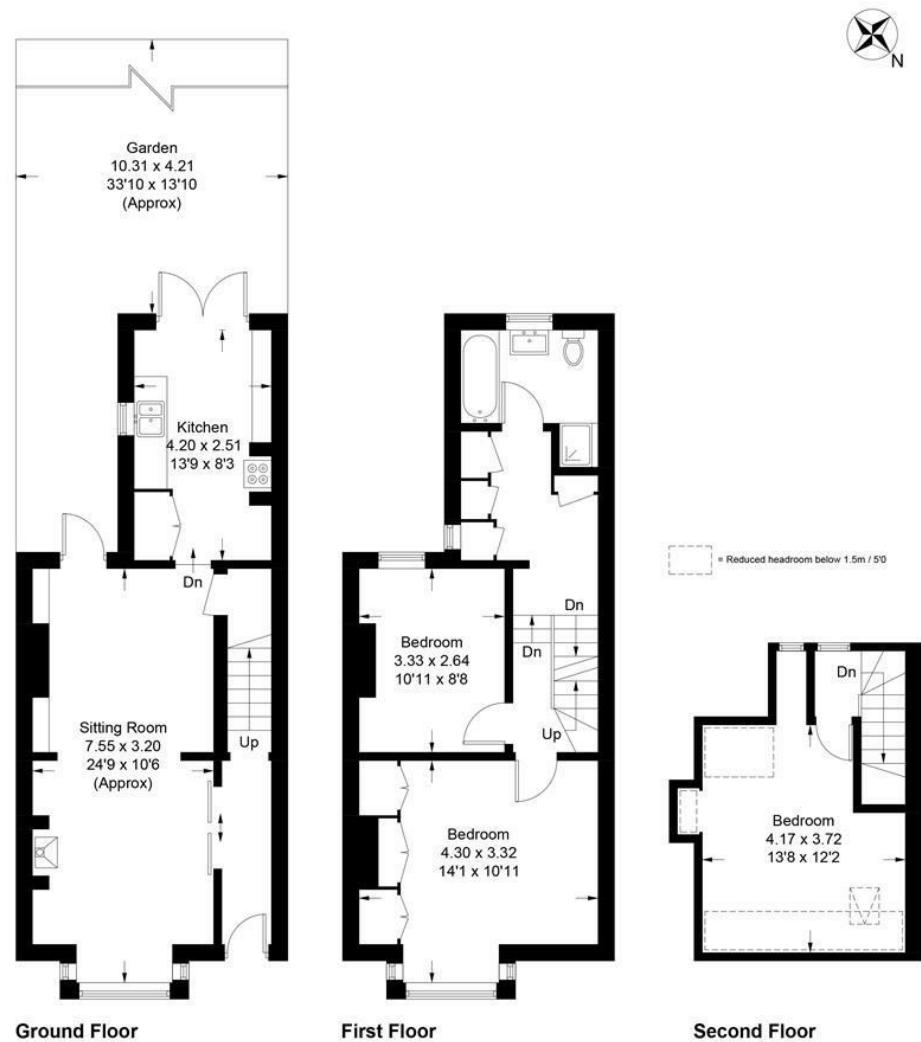 N
Garden
10.31 x 4.21
33'10 x 13'10
(Approx)
Kitchen
4.20 x 2.51
13'9 x 8'3
Dn
Sitting Room
7.55 x 3.20
24'9 x 10'6
(Approx)
Up
Ground Floor
Dn
Dn
Bedroom
3.33 x 2.64
10'11 x 8'8
Up
Bedroom
4.30 x 3.32
14'1 x 10'11
First Floor
= Reduced headroom below 1.5m / 5'0
Dn
Bedroom
4.17 x 3.72
13'8 x 12'2
Second Floor